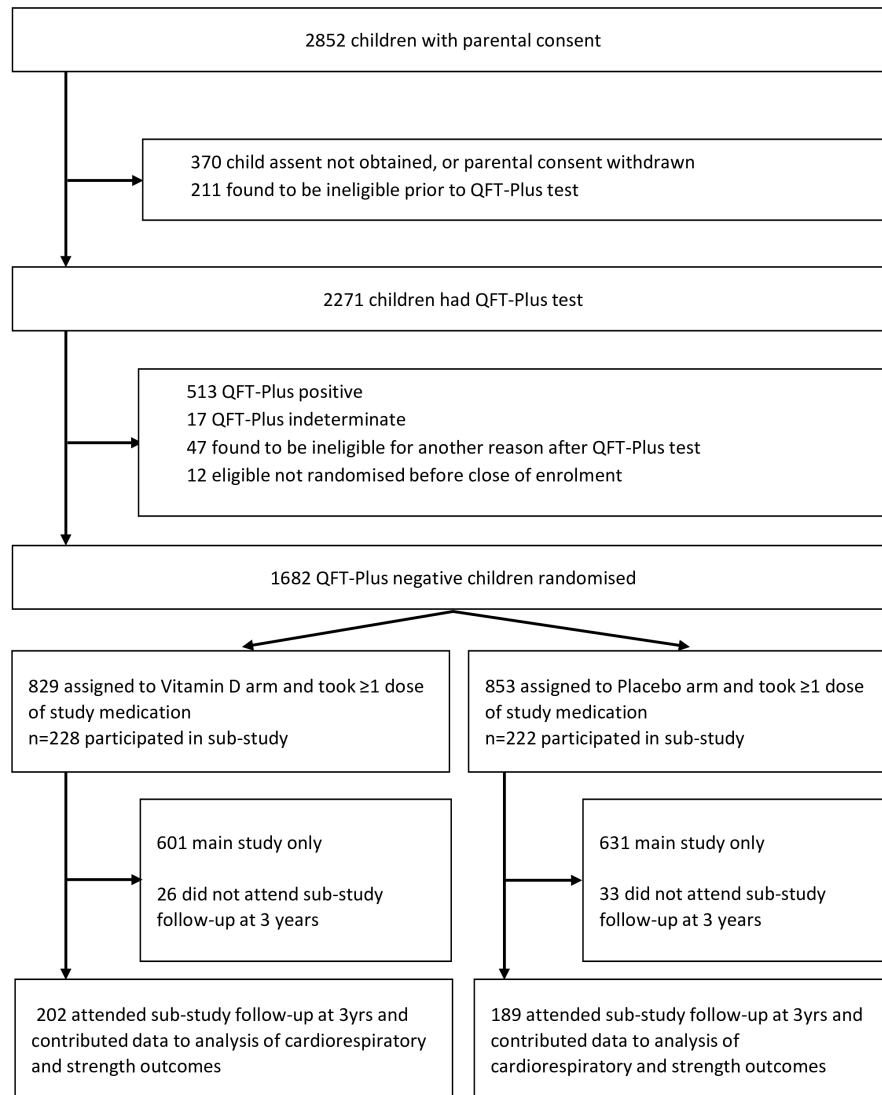 2852 children with parental consent
370 child assent not obtained, or parental consent withdrawn
211 found to be ineligible prior to QFT-Plus test
2271 children had QFT-Plus test
513 QFT-Plus positive
17 QFT-Plus indeterminate
47 found to be ineligible for another reason after QFT-Plus test
12 eligible not randomised before close of enrolment
1682 QFT-Plus negative children randomised
829 assigned to Vitamin D arm and took ≥1 dose
of study medication
n=228 participated in sub-study
853 assigned to Placebo arm and took ≥1 dose
of study medication
n=222 participated in sub-study
601 main study only
26 did not attend sub-study
follow-up at 3 years
631 main study only
33 did not attend sub-study
follow-up at 3 years
202 attended sub-study follow-up at 3yrs and
contributed data to analysis of cardiorespiratory
and strength outcomes
189 attended sub-study follow-up at 3yrs and
contributed data to analysis of
cardiorespiratory and strength outcomes